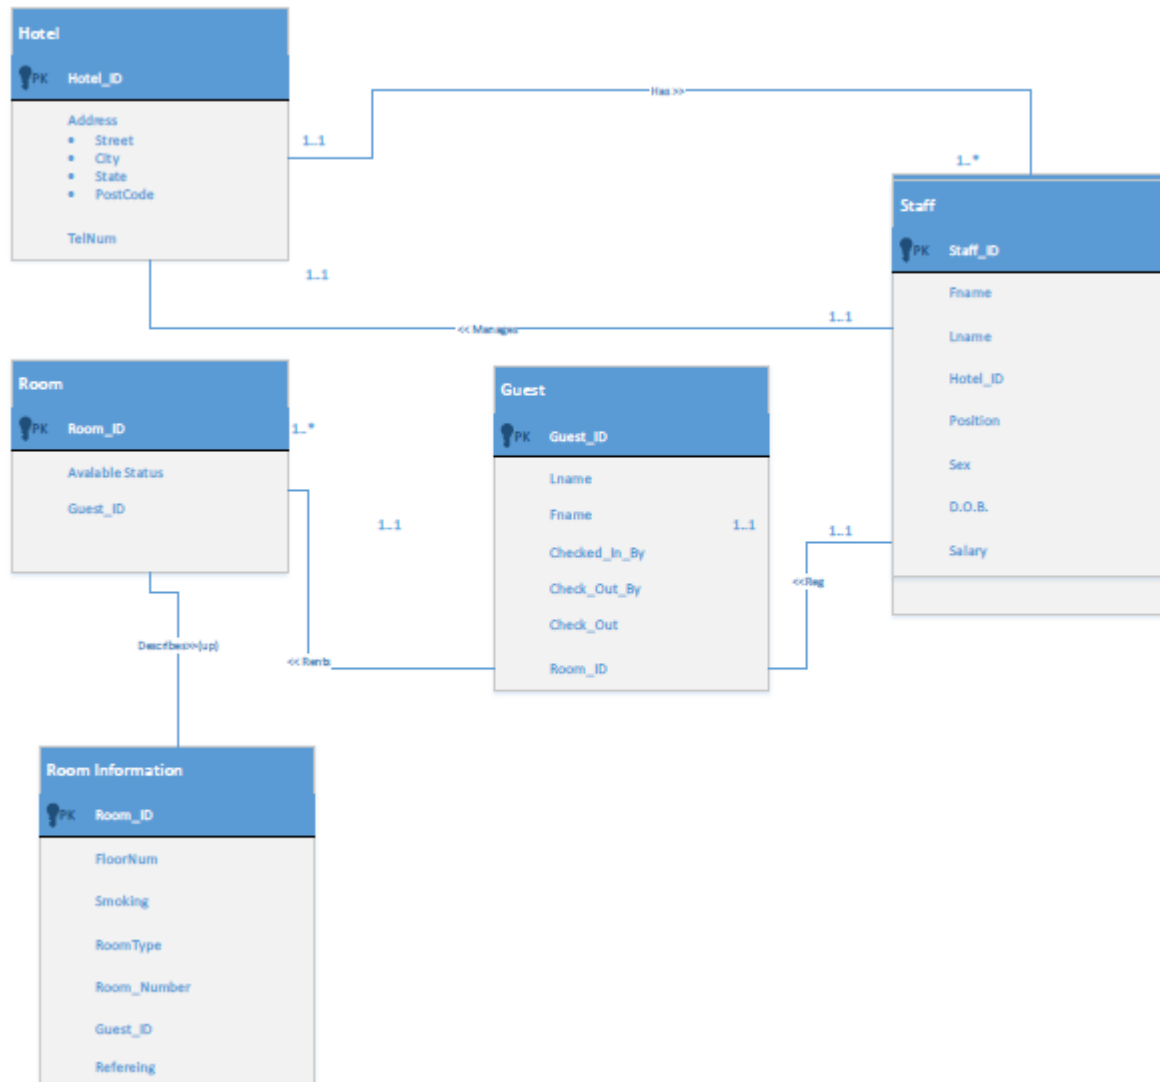 Hotel
PK Hotel_ID
Address
• Street
• City
• State
• PostCode
TelNum
1..1
Has >>
1..*
Staff
PK Staff_ID
Fname
Lname
Hotel_ID
Position
Sex
D.O.B.
Salary
1..1
<< Manages
1..1
Room
PK Room_ID
1..*
Avalable Status
Guest_ID
Guest
PK Guest_ID
Lname
Fname
Checked_In_By
Check_Out_By
Check_Out
Room_ID
1..1
1..1
1..1
<<Reg
Describes>>(up)
<< Rents
Room Information
PK Room_ID
FloorNum
Smoking
RoomType
Room_Number
Guest_ID
Refereing